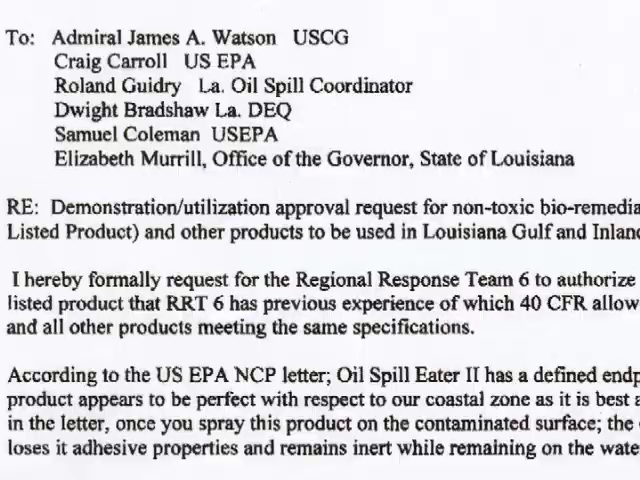 To: Admiral James A. Watson USCG
Craig Carroll US EPA
Roland Guidry La. Oil Spill Coordinator
Dwight Bradshaw La. DEQ
Samuel Coleman USEPA
Elizabeth Murrill, Office of the Governor, State of Louisiana
RE: Demonstration/utilization approval request for non-toxic bio-remedia
Listed Product) and other products to be used in Louisiana Gulf and Inlan
I hereby formally request for the Regional Response Team 6 to authorize
listed product that RRT 6 has previous experience of which 40 CFR allow
and all other products meeting the same specifications.
According to the US EPA NCP letter; Oil Spill Eater II has a defined endp
product appears to be perfect with respect to our coastal zone as it is best
in the letter, once you spray this product on the contaminated surface; the
loses it adhesive properties and remains inert while remaining on the wate